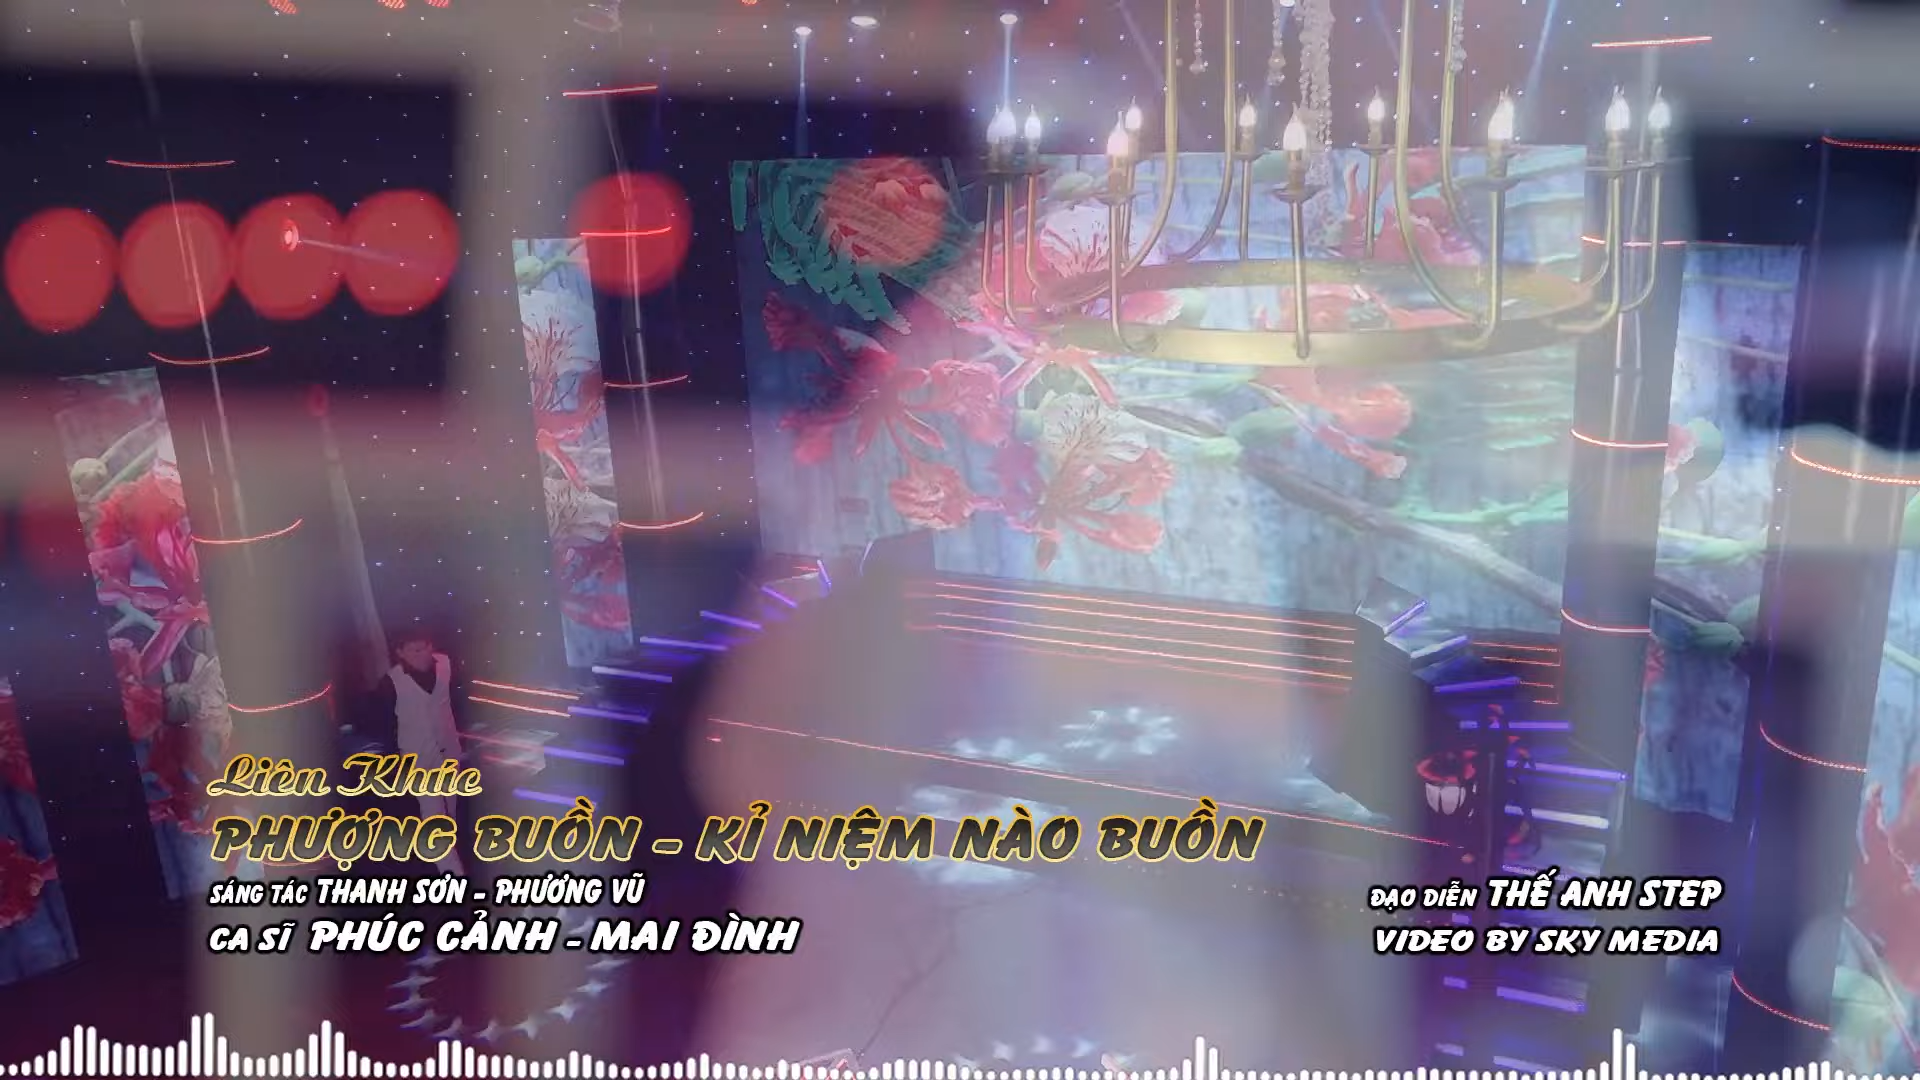 Liên Khúc
PHƯỢNG BUỒN - KỈ NIỆM NÀO BUỒN
SÁNG TÁC THANH SƠN - PHƯƠNG VŨ
CA SĨ PHÚC CẢNH - MAI ĐÌNH
ĐẠO DIỄN THẾ ANH STEP
VIDEO BY SKY MEDIA